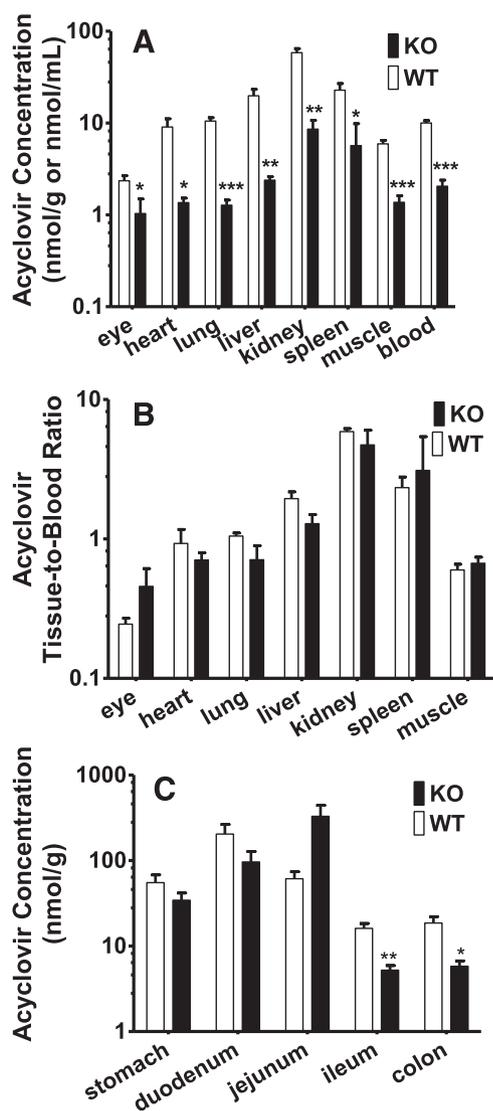 A
KO
WT
Acyclovir Concentration
(nmol/g or nmol/mL)
100
10
1
0.1
* * *** ** ** * *** ***
eye heart lung liver kidney spleen muscle blood
B
KO
WT
Acyclovir
Tissue-to-Blood Ratio
10
1
0.1
eye heart lung liver kidney spleen muscle
C
KO
WT
Acyclovir Concentration
(nmol/g)
1000
100
10
1
** *
stomach duodenum jejunum ileum colon